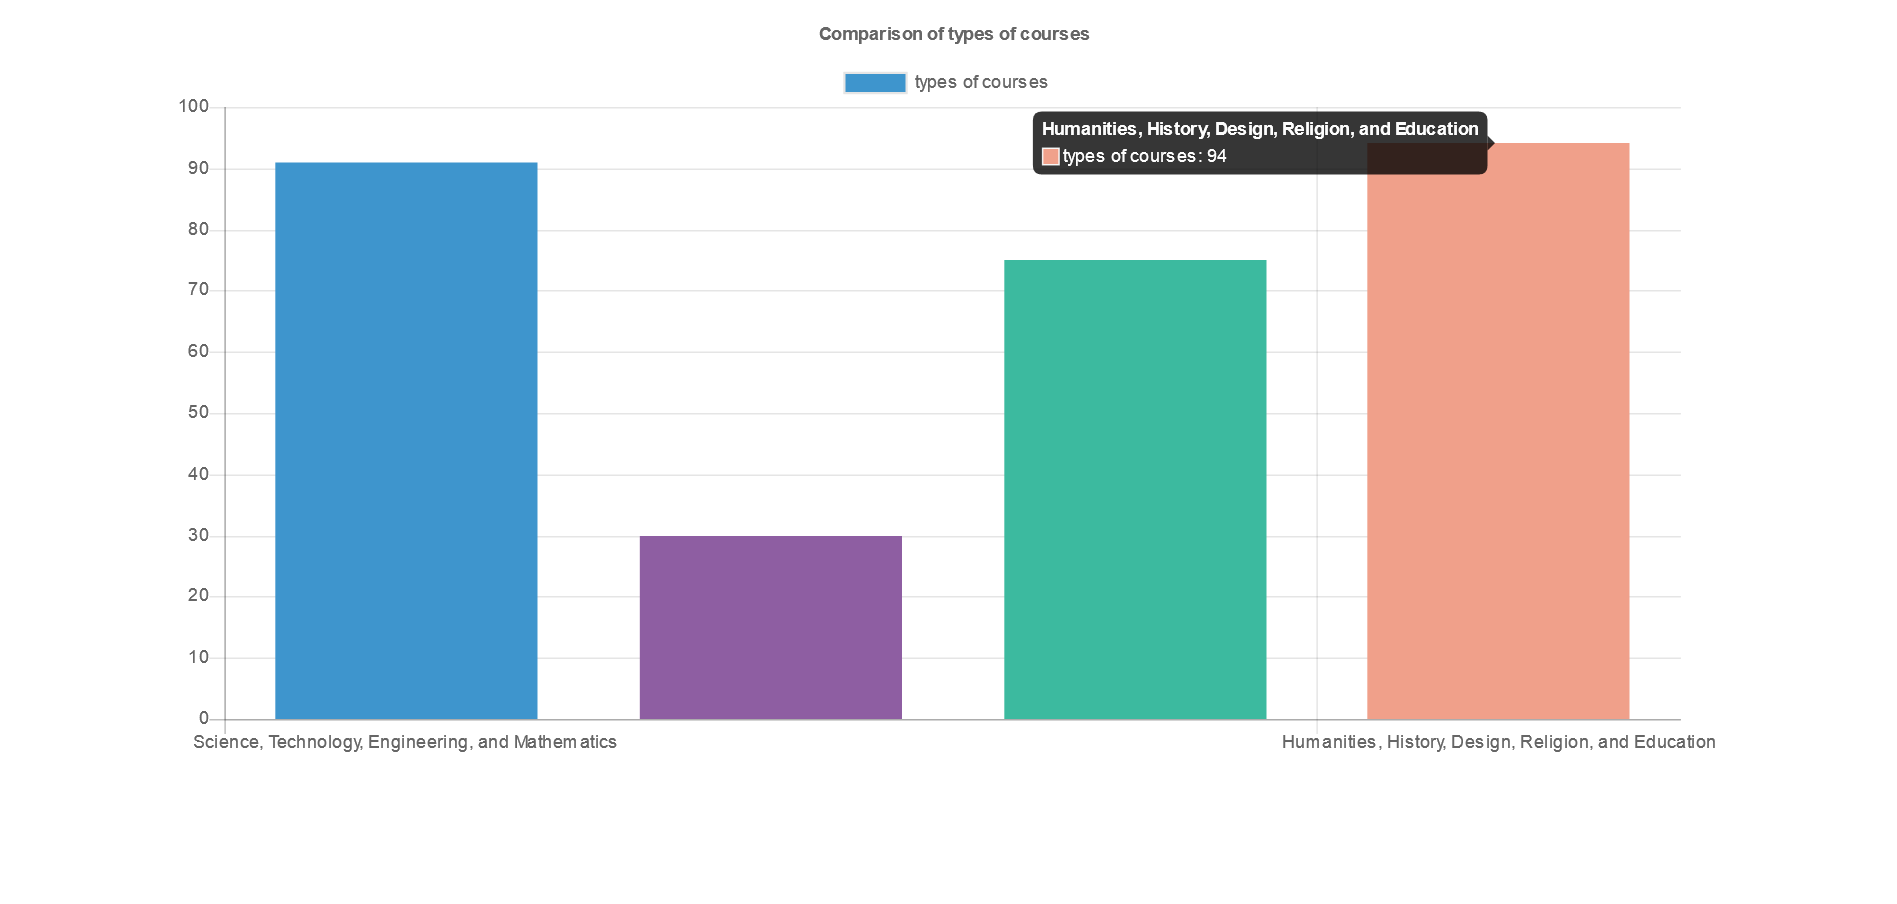 Comparison of types of courses
types of courses
100
90
80
70
60
50
40
30
20
10
0
Humanities, History, Design, Religion, and Education
types of courses: 94
Science, Technology, Engineering, and Mathematics
Humanities, History, Design, Religion, and Education